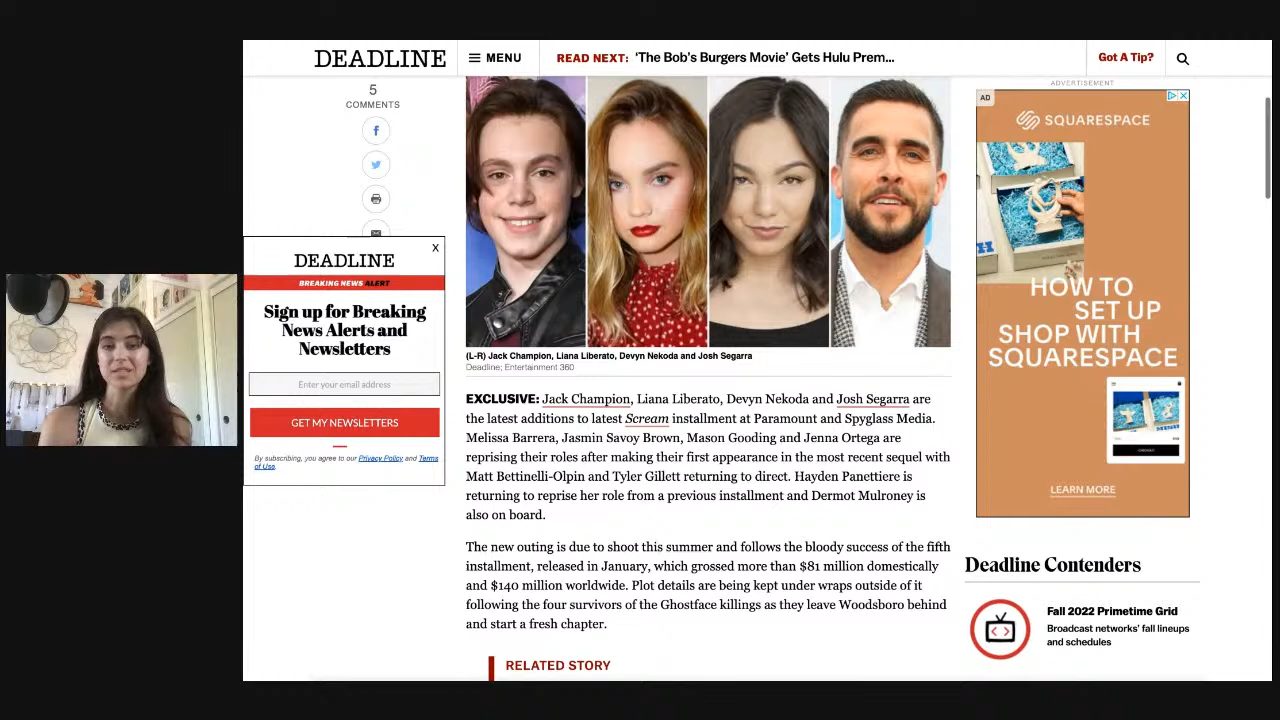 DEADLINE
MENU
READ NEXT: 'The Bob's Burgers Movie' Gets Hulu Prem...
Got A Tip?
5
COMMENTS
DEADLINE
X
BREAKING NEWS ALERT
Sign up for Breaking
News Alerts and
Newsletters
Enter your email address
GET MY NEWSLETTERS
By subscribing, you agree to our Privacy Policy and Terms
of Use.
(L-R) Jack Champion, Liana Liberato, Devyn Nekoda and Josh Segarra
Deadline; Entertainment 360
EXCLUSIVE: Jack Champion, Liana Liberato, Devyn Nekoda and Josh Segarra are
the latest additions to latest Scream installment at Paramount and Spyglass Media.
Melissa Barrera, Jasmin Savoy Brown, Mason Gooding and Jenna Ortega are
reprising their roles after making their first appearance in the most recent sequel with
Matt Bettinelli-Olpin and Tyler Gillett returning to direct. Hayden Panettiere is
returning to reprise her role from a previous installment and Dermot Mulroney is
also on board.
The new outing is due to shoot this summer and follows the bloody success of the fifth
installment, released in January, which grossed more than $81 million domestically
and $140 million worldwide. Plot details are being kept under wraps outside of it
following the four survivors of the Ghostface killings as they leave Woodsboro behind
and start a fresh chapter.
RELATED STORY
ADVERTISEMENT
AD
SQUARESPACE
HOW TO
SET UP
SHOP WITH
SQUARESPACE
LEARN MORE
Deadline Contenders
Fall 2022 Primetime Grid
Broadcast networks' fall lineups
and schedules